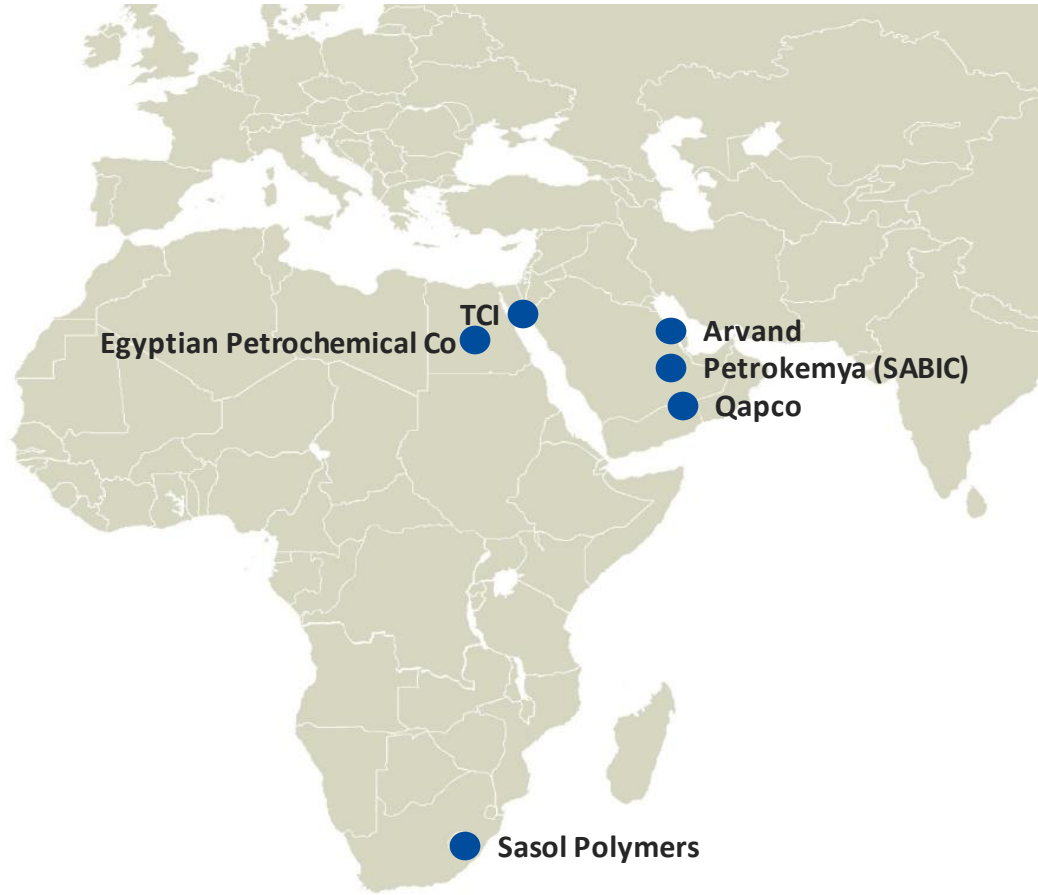 TCI
Egyptian Petrochemical Co
Arvand
Petrokemya (SABIC)
Qapco
Sasol Polymers